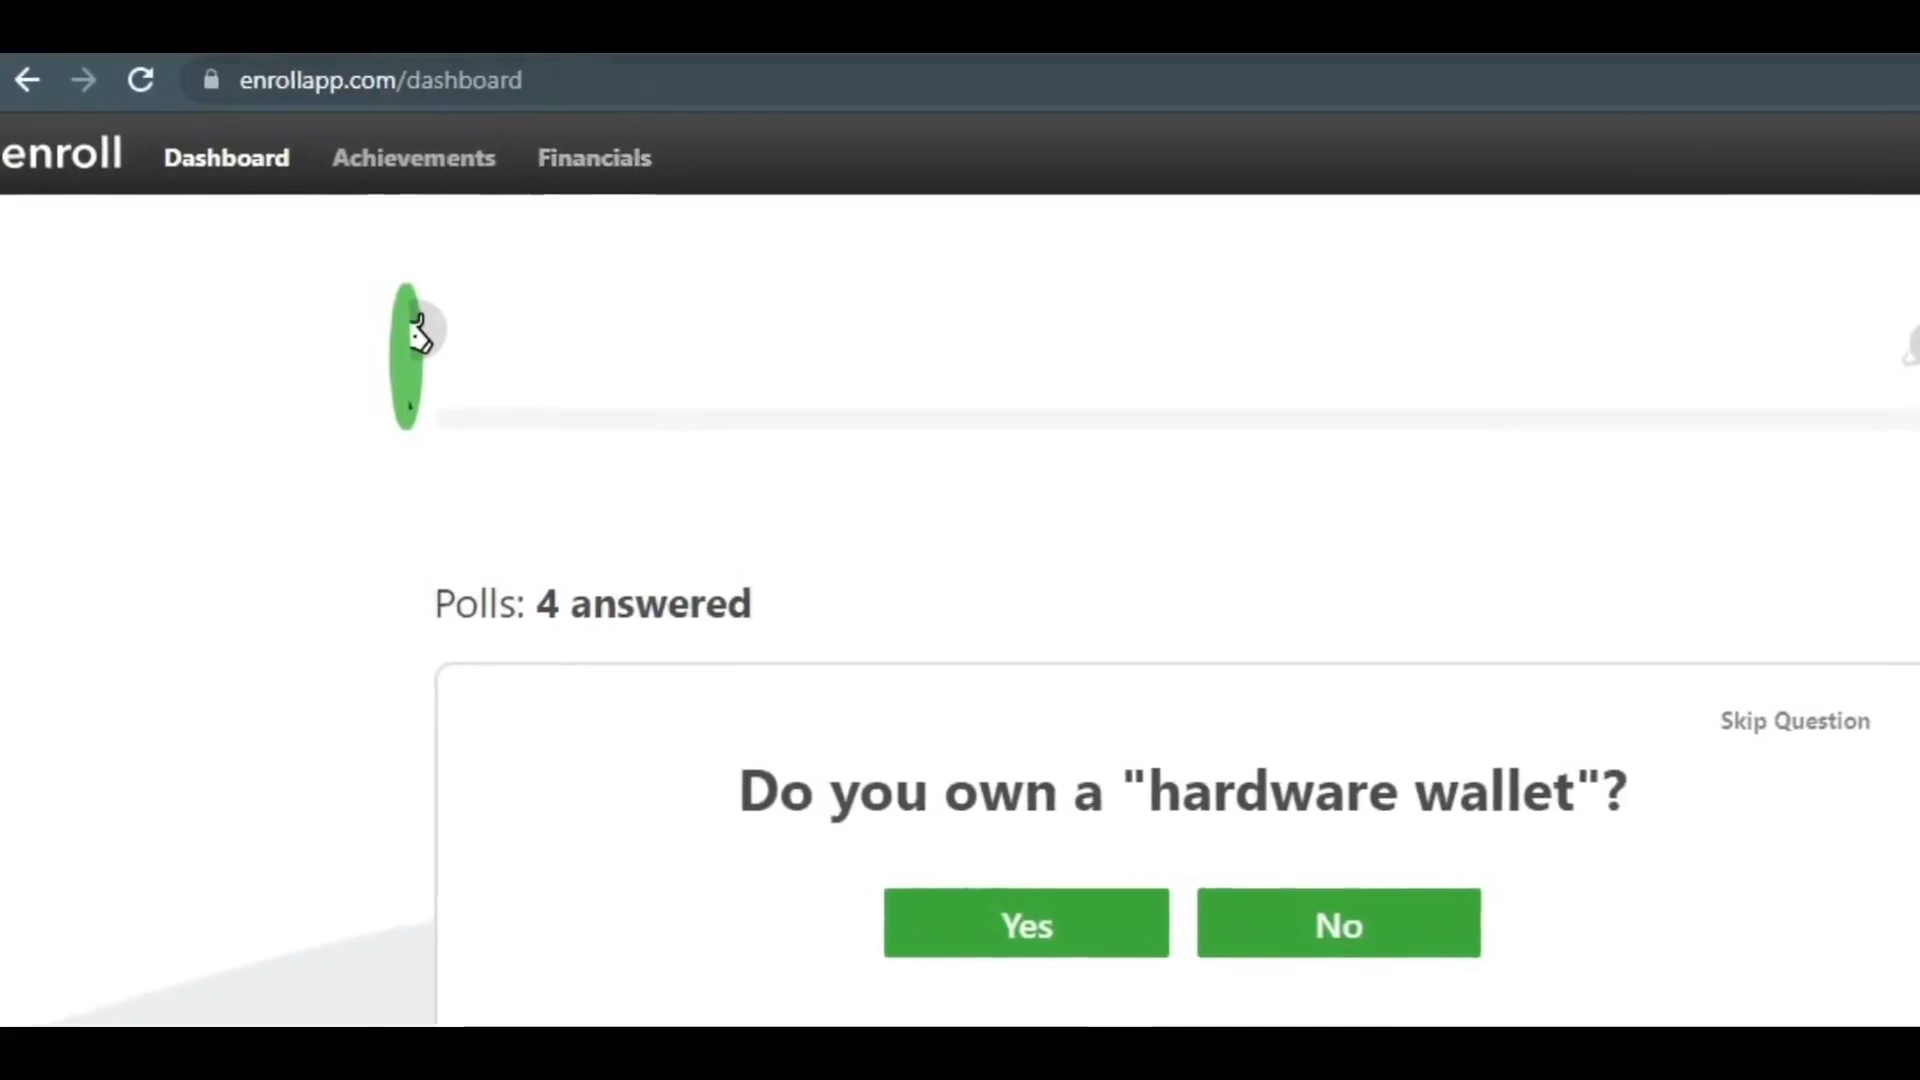 enrollapp.com/dashboard
enroll Dashboard Achievements Financials
Polls: 4 answered
Skip Question
Do you own a "hardware wallet"?
Yes No